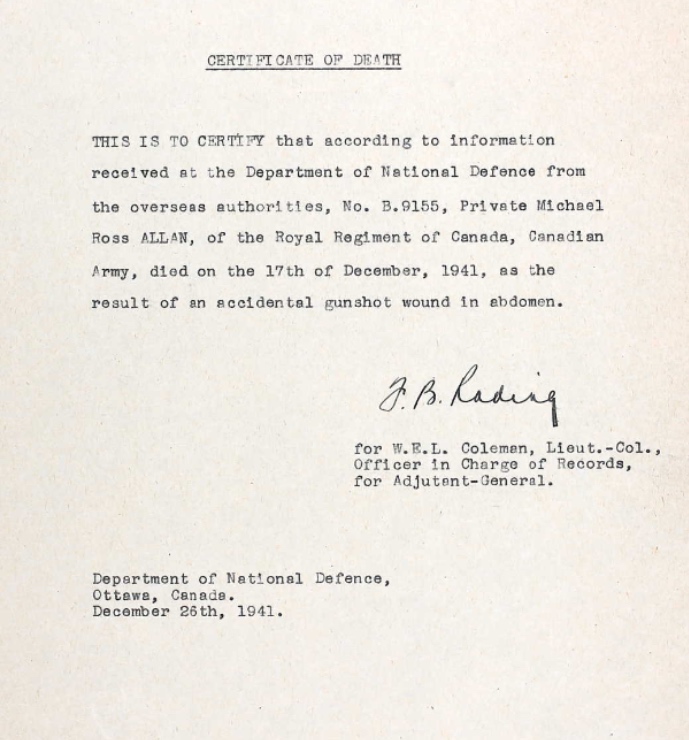 CERTIFICATE OF DEATH
THIS IS TO CERTIFY that according to information
received at the Department of National Defence from
the overseas authorities, No. B.9155, Private Michael
Ross ALLAN, of the Royal Regiment of Canada, Canadian
Army, died on the 17th of December, 1941, as the
result of an accidental gunshot wound in abdomen.
F. B. Rading
for W.E.L. Coleman, Lieut.-Col.,
Officer in Charge of Records,
for Adjutant-General.
Department of National Defence,
Ottawa, Canada.
December 26th, 1941.